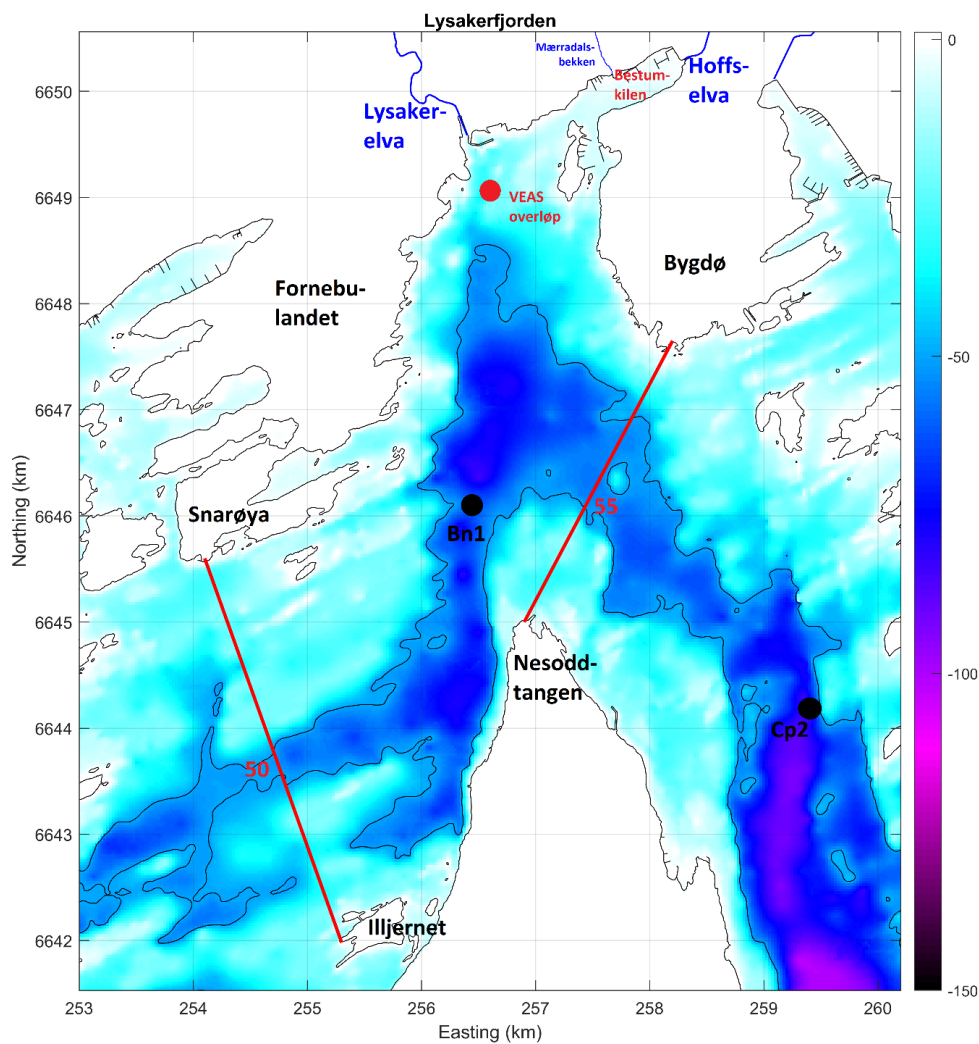 Lysakerfjorden
Mærradals-
bekken
Bestum-
kilen
Hoffs-
elva
Lysaker-
elva
VEAS
overløp
Bygdø
Fornebu-
landet
Snarøya
Bn1
55
Nesodd-
tangen
Cp2
50
Illjernet
6650
6649
6648
6647
6646
6645
6644
6643
6642
Northing (km)
253
254
255
256
257
258
259
260
Easting (km)
0
-50
-100
-150